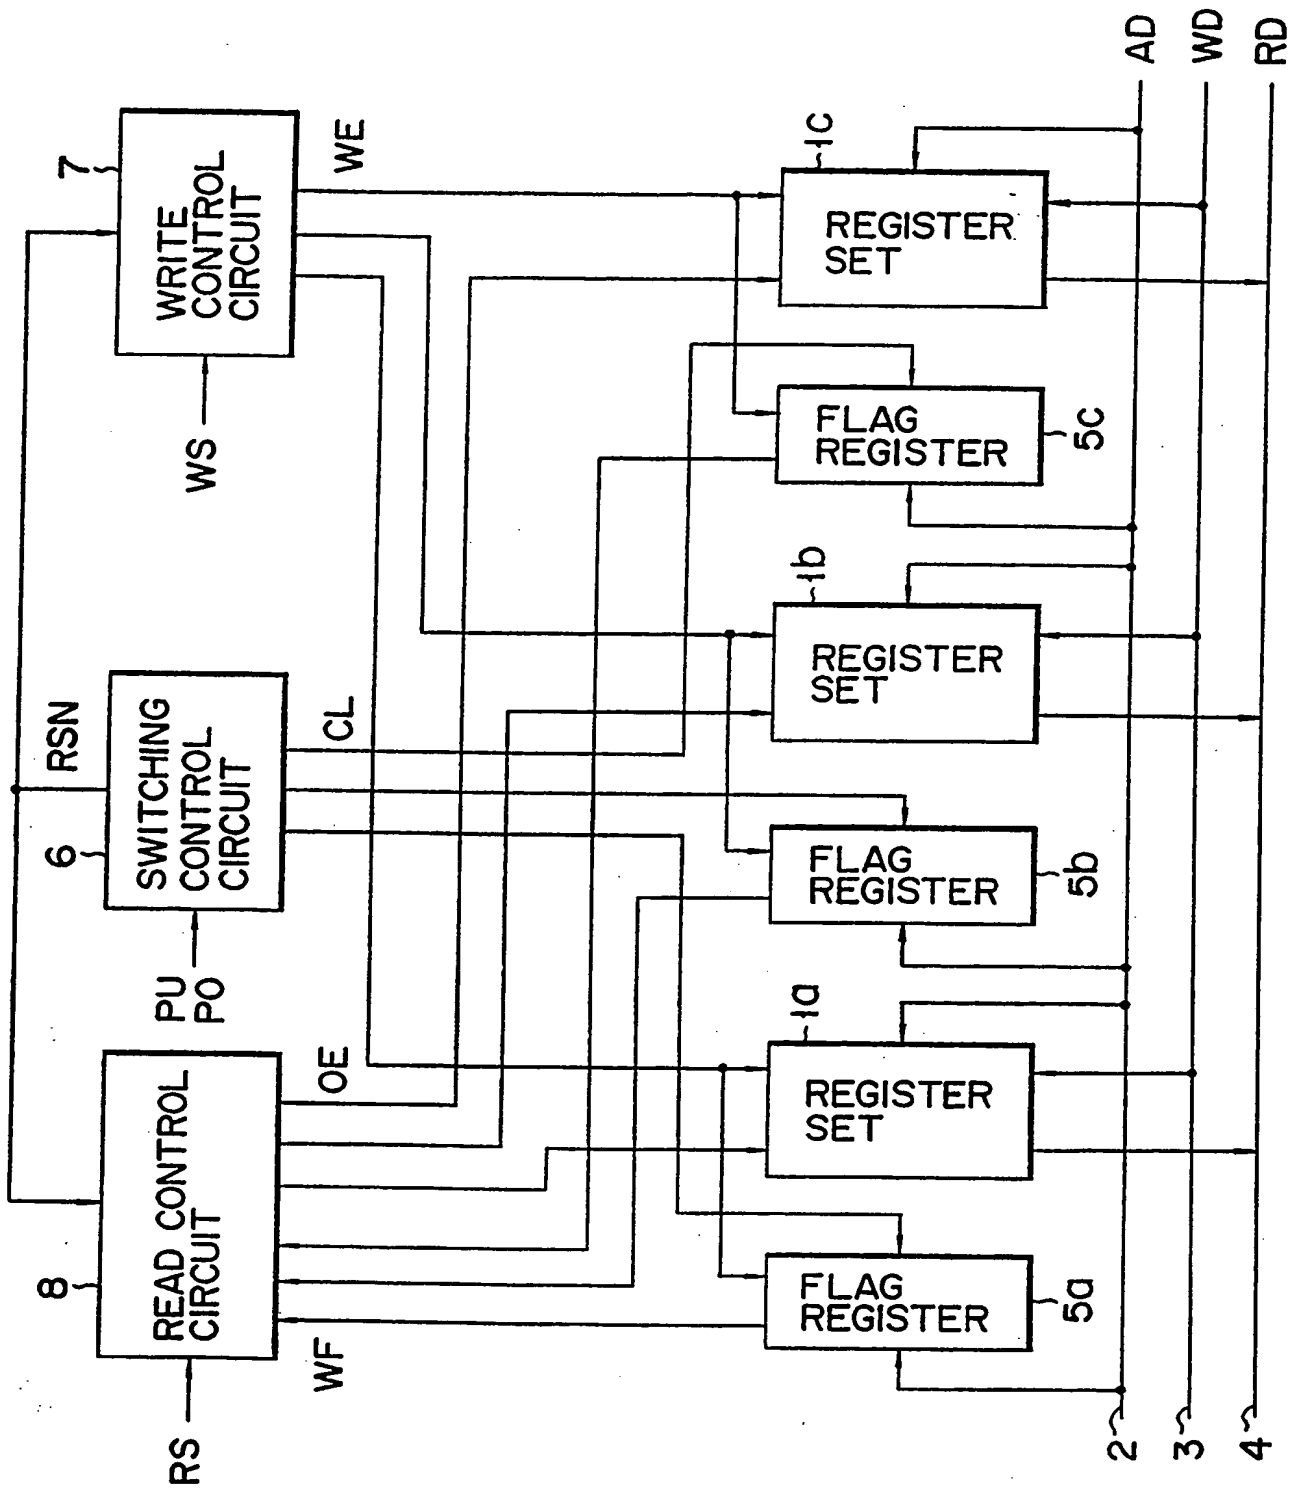 RS
8
READ CONTROL
CIRCUIT
WF
OE
PU
PO
6
SWITCHING
CONTROL
CIRCUIT
RSN
CL
WS
7
WRITE
CONTROL
CIRCUIT
WE
FLAG
REGISTER
5a
REGISTER
SET
1a
FLAG
REGISTER
5b
REGISTER
SET
1b
FLAG
REGISTER
5c
REGISTER
SET
1c
2
AD
3
WD
4
RD